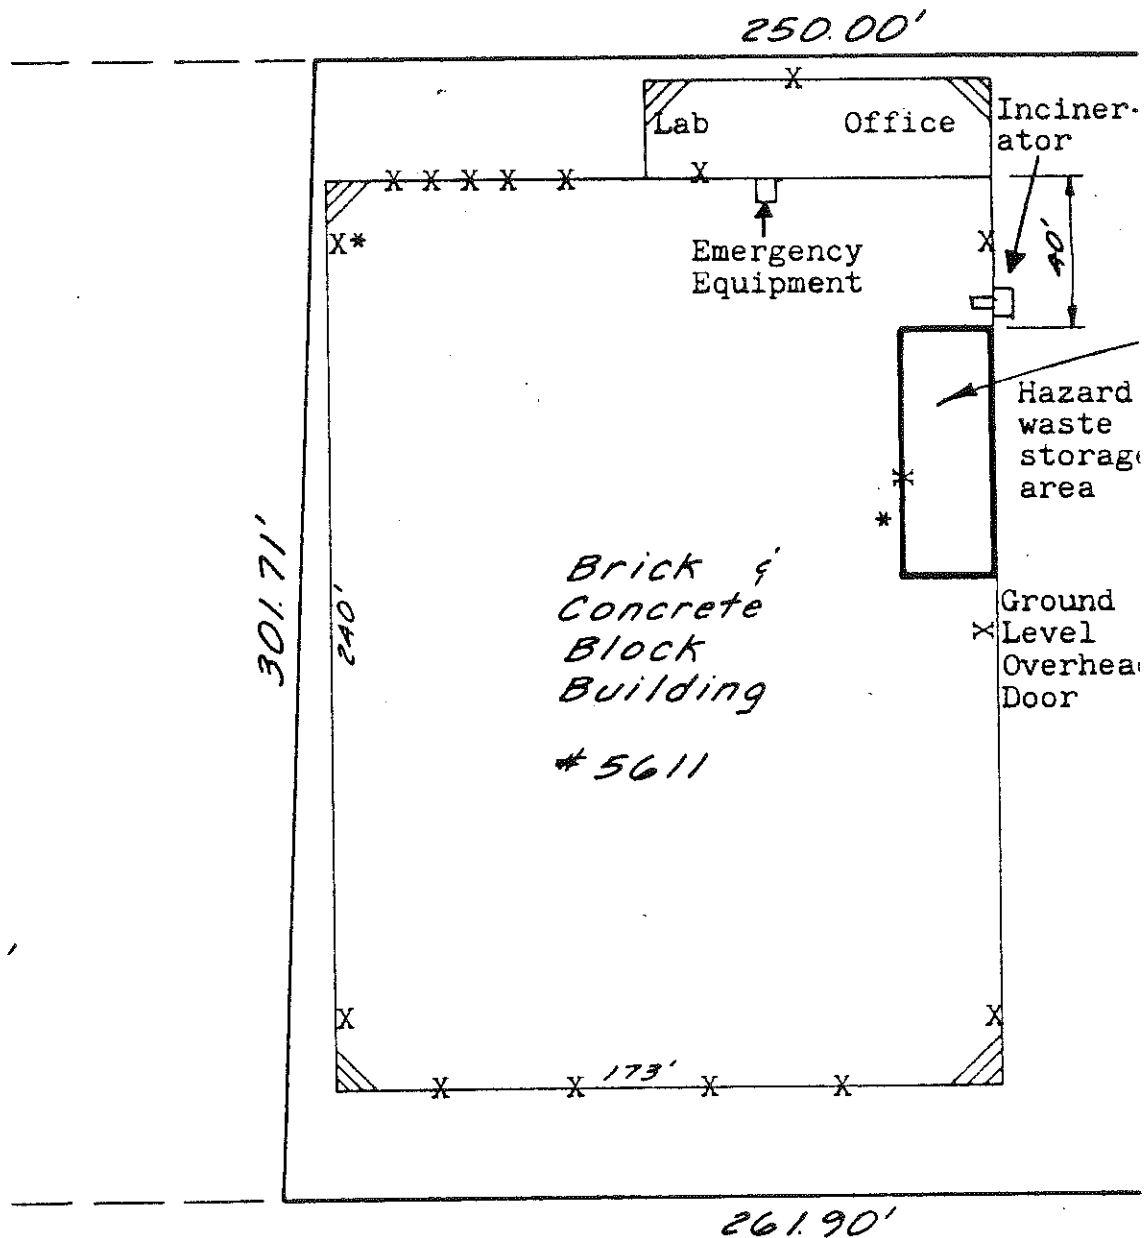 250.00'
X
Lab Office
Inciner-
ator
X X X X X X
X*
X
40'
Emergency
Equipment
Hazard
waste
storage
area
X
*
301.71'
240'
Brick &
Concrete
Block
Building
#5611
X
Ground
Level
Overhead
Door
X X
X X 173' X X
261.90'